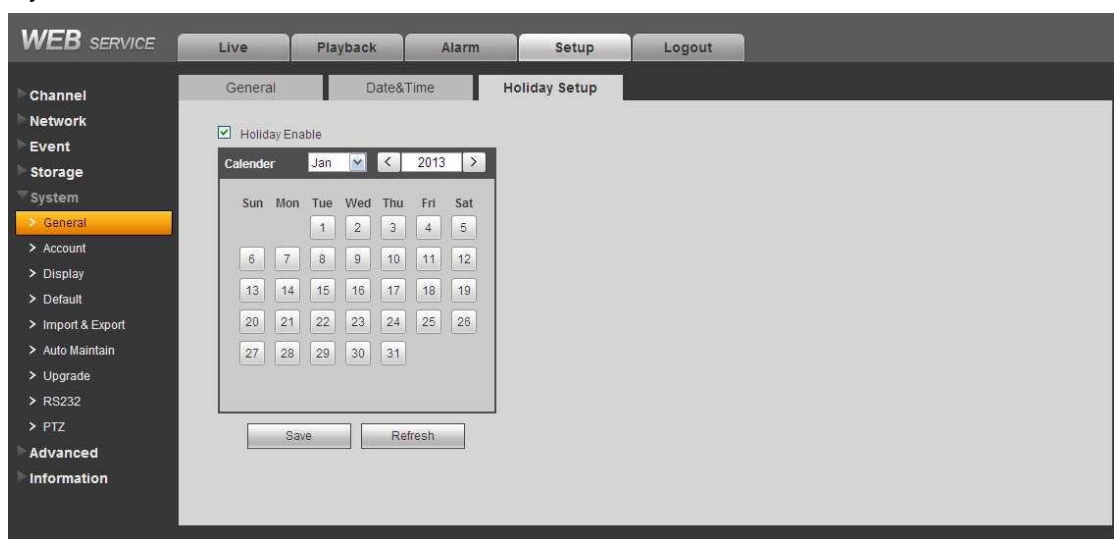 WEB SERVICE
Live Playback Alarm Setup Logout
General Date&Time Holiday Setup
Channel
Network
Event
Storage
System
> General
> Account
> Display
> Default
> Import & Export
> Auto Maintain
> Upgrade
> RS232
> PTZ
Advanced
Information
Holiday Enable
Calender Jan < 2013 >
Sun Mon Tue Wed Thu Fri Sat
1 2 3 4 5
6 7 8 9 10 11 12
13 14 15 16 17 18 19
20 21 22 23 24 25 26
27 28 29 30 31
Save Refresh